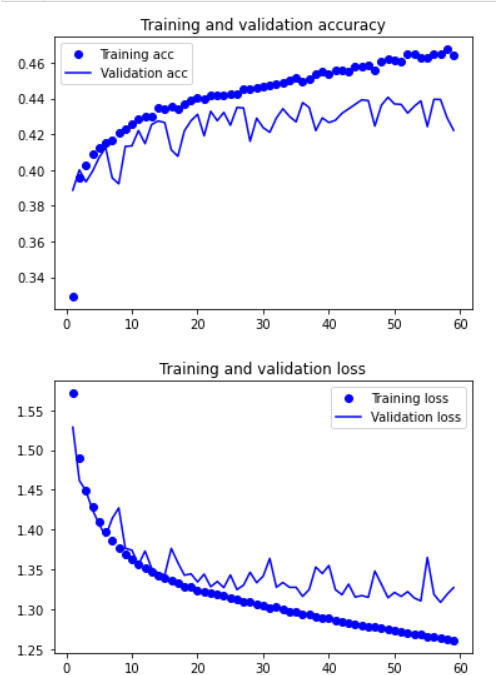 Training and validation accuracy
Training acc
Validation acc
0.46
0.44
0.42
0.40
0.38
0.36
0.34
0 10 20 30 40 50 60
Training and validation loss
Training loss
Validation loss
1.55
1.50
1.45
1.40
1.35
1.30
1.25
0 10 20 30 40 50 60